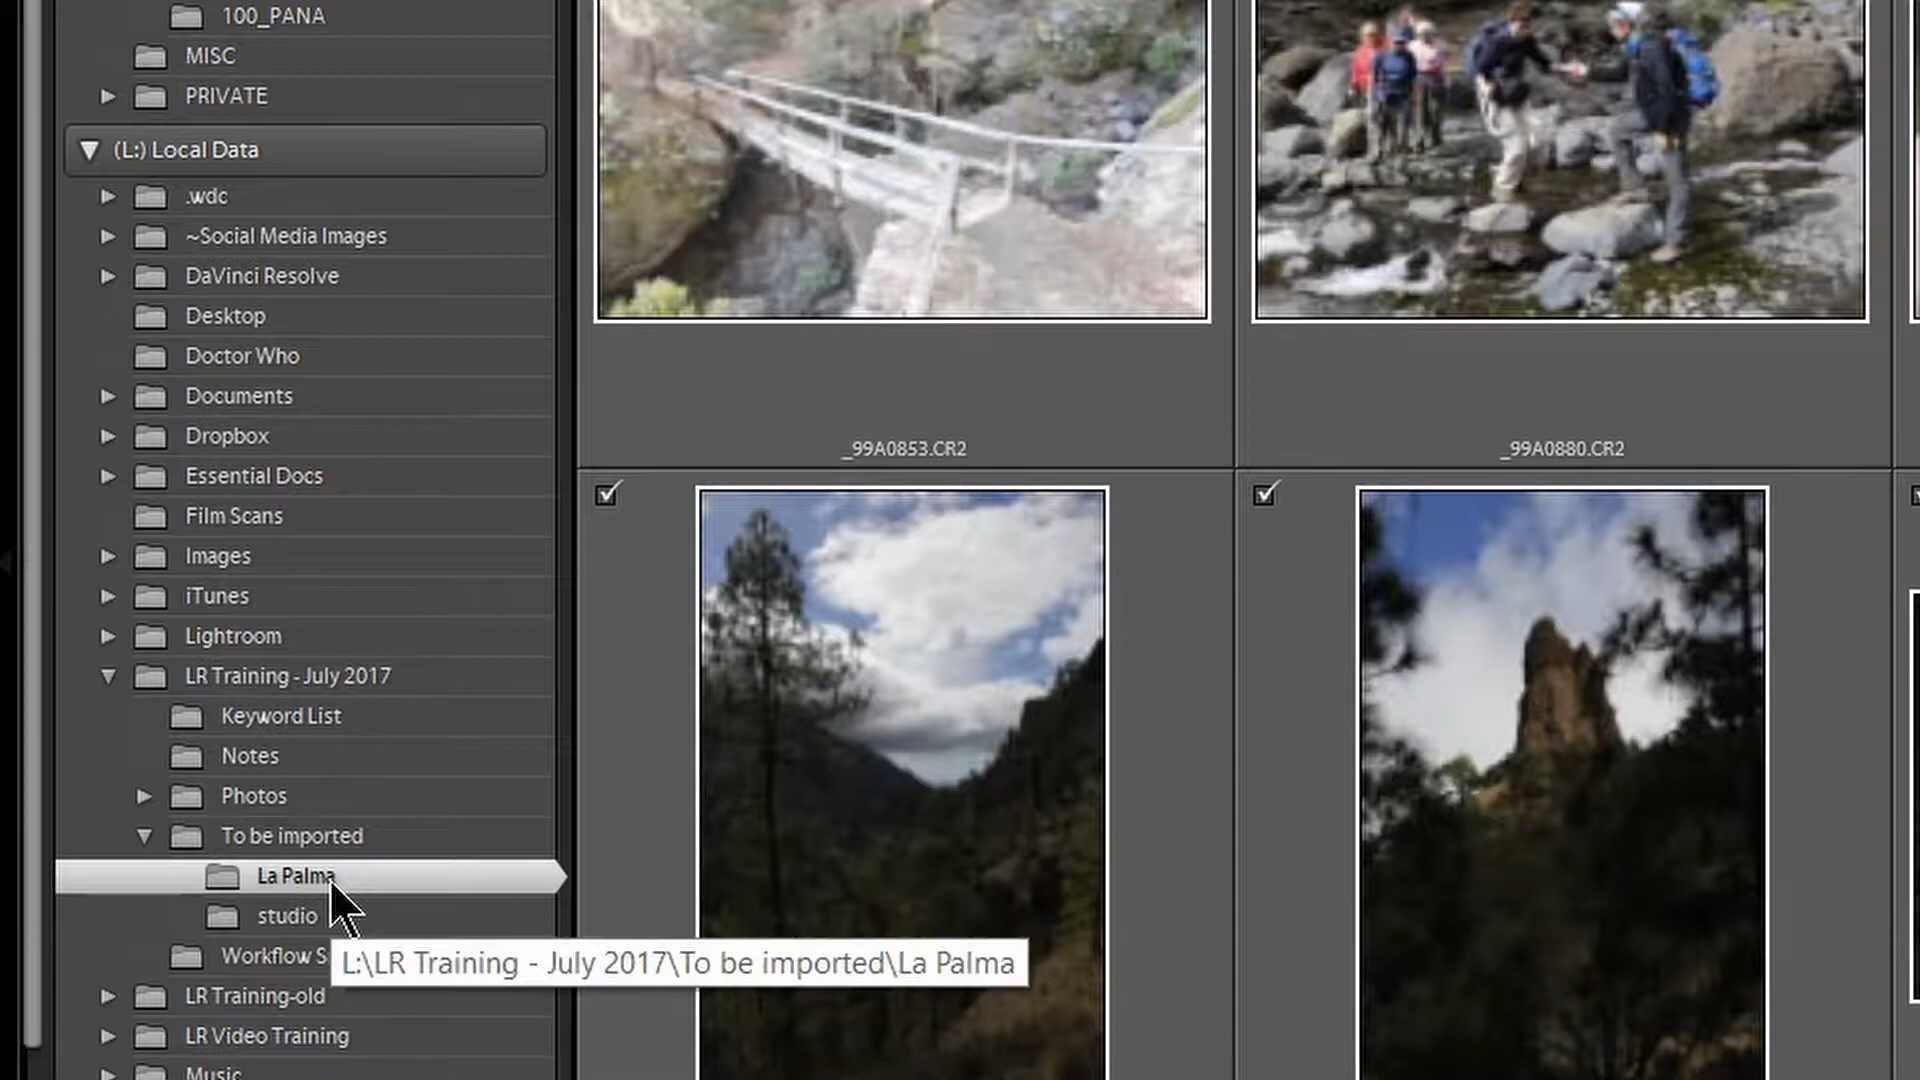 100_PANA
MISC
PRIVATE
(L:) Local Data
.wdc
~Social Media Images
DaVinci Resolve
Desktop
Doctor Who
Documents
Dropbox
Essential Docs
Film Scans
Images
iTunes
Lightroom
LR Training - July 2017
Keyword List
Notes
Photos
To be imported
La Palma
studio
Workflow S
L:\LR Training - July 2017\To be imported\La Palma
LR Training-old
LR Video Training
Music
_99A0853.CR2
_99A0880.CR2